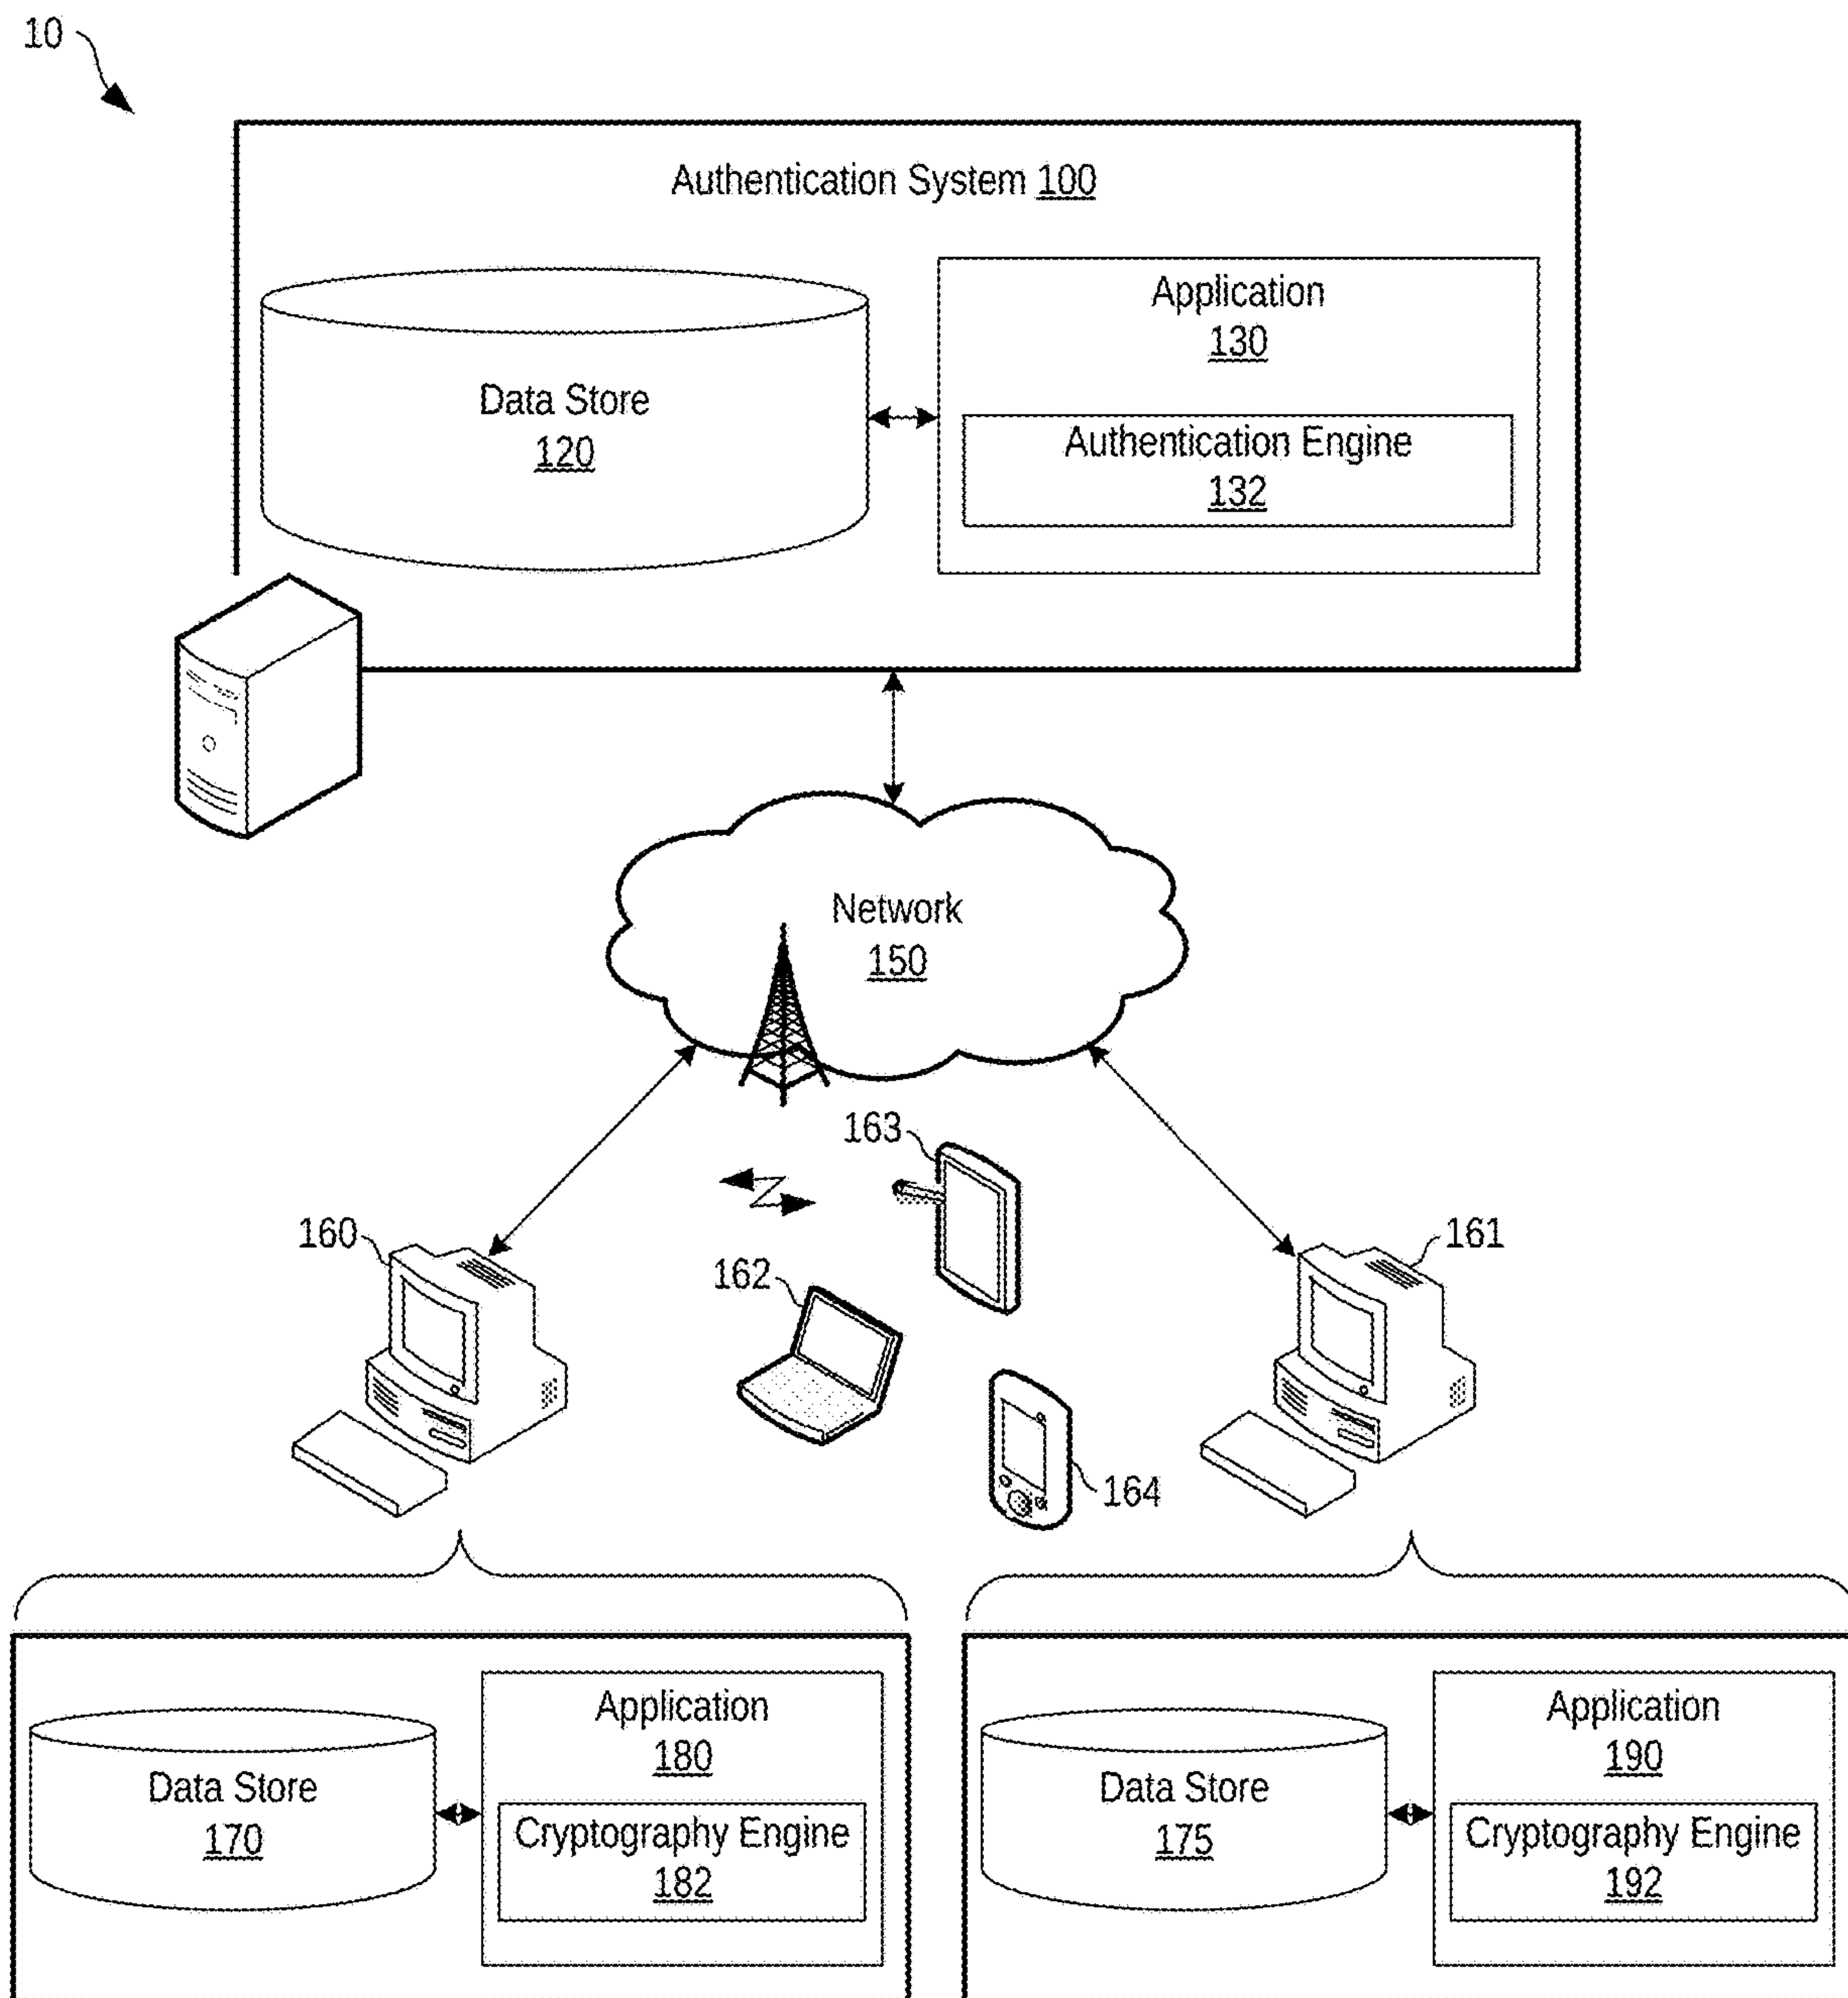 10
Authentication System 100
Data Store
120
Application
130
Authentication Engine
132
Network
150
163
160
162
161
164
Data Store
170
Application
180
Cryptography Engine
182
Data Store
175
Application
190
Cryptography Engine
192